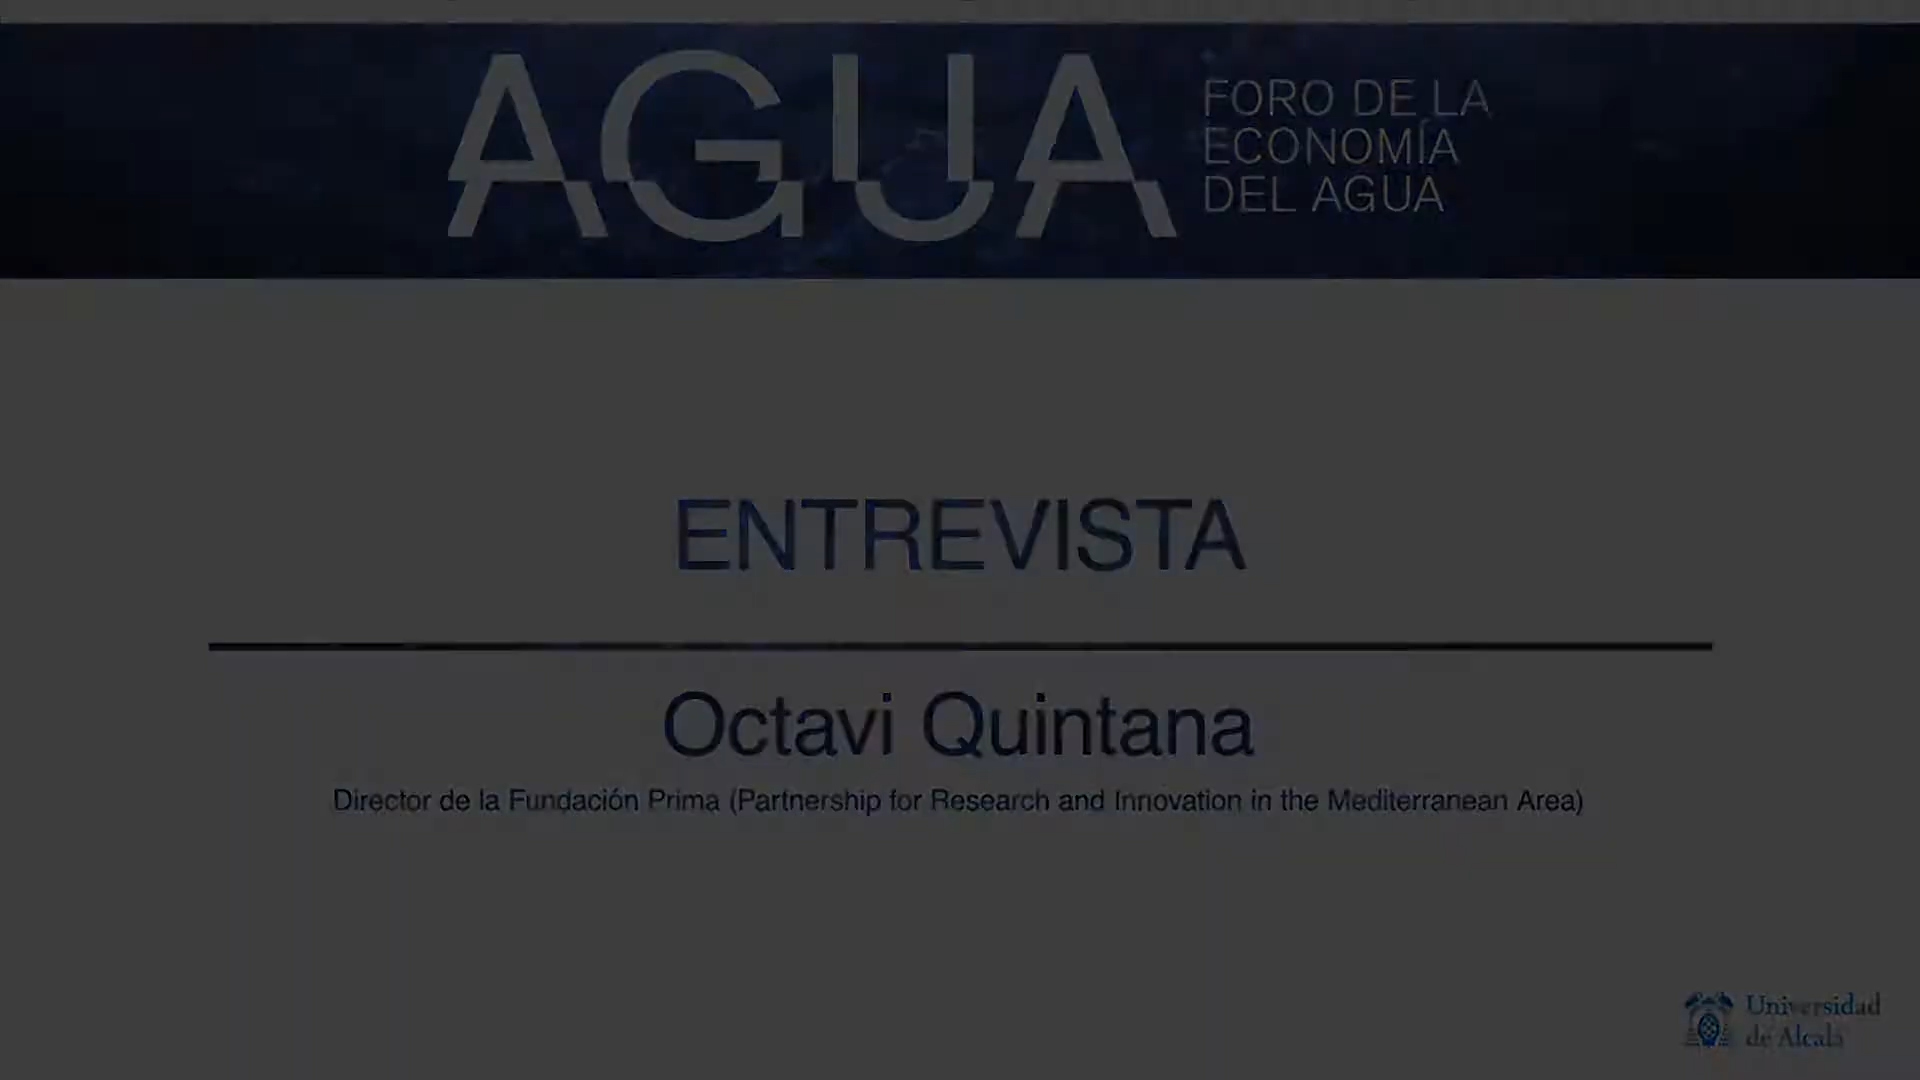 AGUA
FORO DE LA
ECONOMÍA
DEL AGUA
ENTREVISTA
Octavi Quintana
Director de la Fundación Prima (Partnership for Research and Innovation in the Mediterranean Area)
Universidad
de Alcalá